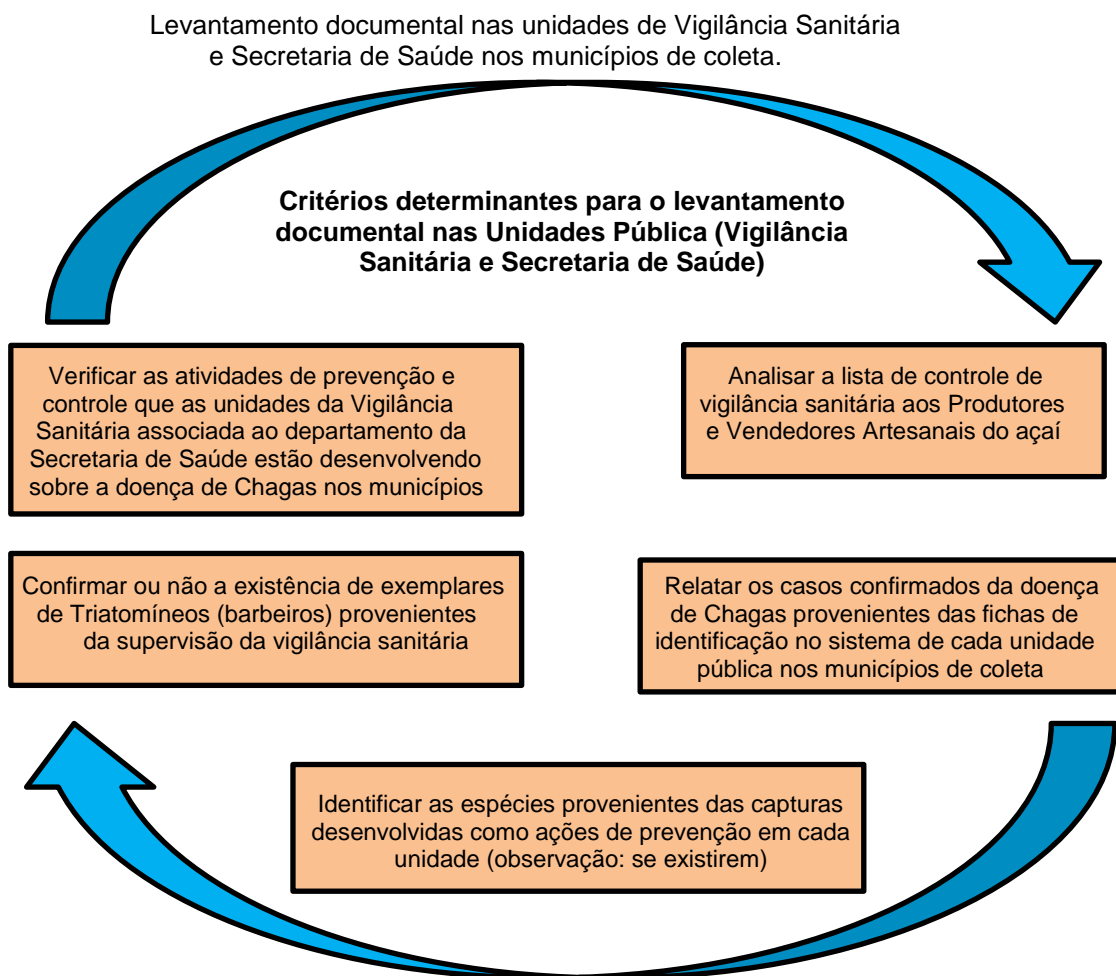 Levantamento documental nas unidades de Vigilância Sanitária
e Secretaria de Saúde nos municípios de coleta.
Critérios determinantes para o levantamento
documental nas Unidades Pública (Vigilância
Sanitária e Secretaria de Saúde)
Verificar as atividades de prevenção e
controle que as unidades da Vigilância
Sanitária associada ao departamento da
Secretaria de Saúde estão desenvolvendo
sobre a doença de Chagas nos municípios
Analisar a lista de controle de
vigilância sanitária aos Produtores
e Vendedores Artesanais do açaí
Confirmar ou não a existência de exemplares
de Triatomíneos (barbeiros) provenientes
da supervisão da vigilância sanitária
Relatar os casos confirmados da doença
de Chagas provenientes das fichas de
identificação no sistema de cada unidade
pública nos municípios de coleta
Identificar as espécies provenientes das capturas
desenvolvidas como ações de prevenção em cada
unidade (observação: se existirem)